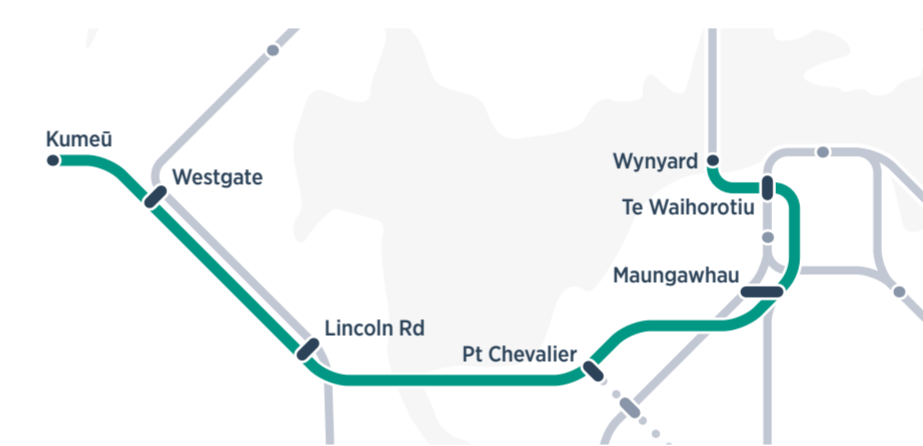 Kumeū
Westgate
Wynyard
Te Waihorotiu
Maungawhau
Lincoln Rd
Pt Chevalier